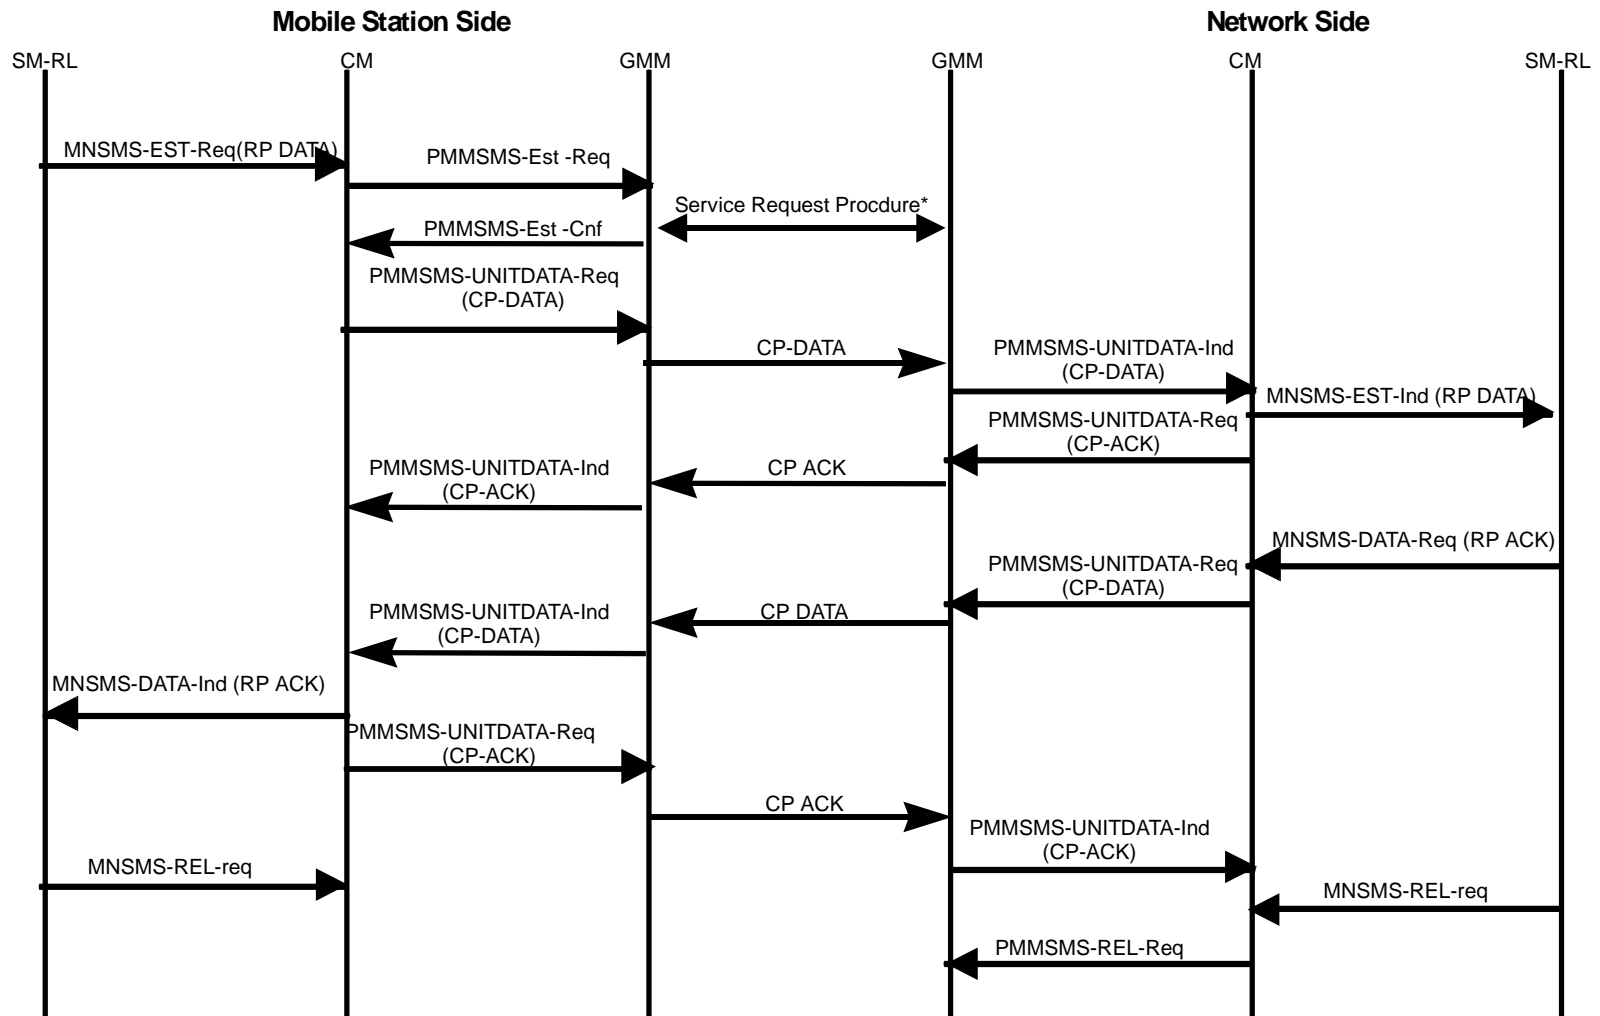 Mobile Station Side
Network Side
SM-RL
CM
GMM
GMM
CM
SM-RL
MNSMS-EST-Req(RP DATA)
PMMSMS-Est -Req
Service Request Procdure*
PMMSMS-Est -Cnf
PMMSMS-UNITDATA-Req
(CP-DATA)
CP-DATA
PMMSMS-UNITDATA-Ind
(CP-DATA)
MNSMS-EST-Ind (RP DATA)
PMMSMS-UNITDATA-Req
(CP-ACK)
CP ACK
PMMSMS-UNITDATA-Ind
(CP-ACK)
MNSMS-DATA-Req (RP ACK)
PMMSMS-UNITDATA-Req
(CP-DATA)
CP DATA
PMMSMS-UNITDATA-Ind
(CP-DATA)
MNSMS-DATA-Ind (RP ACK)
PMMSMS-UNITDATA-Req
(CP-ACK)
CP ACK
PMMSMS-UNITDATA-Ind
(CP-ACK)
MNSMS-REL-req
MNSMS-REL-req
PMMSMS-REL-Req